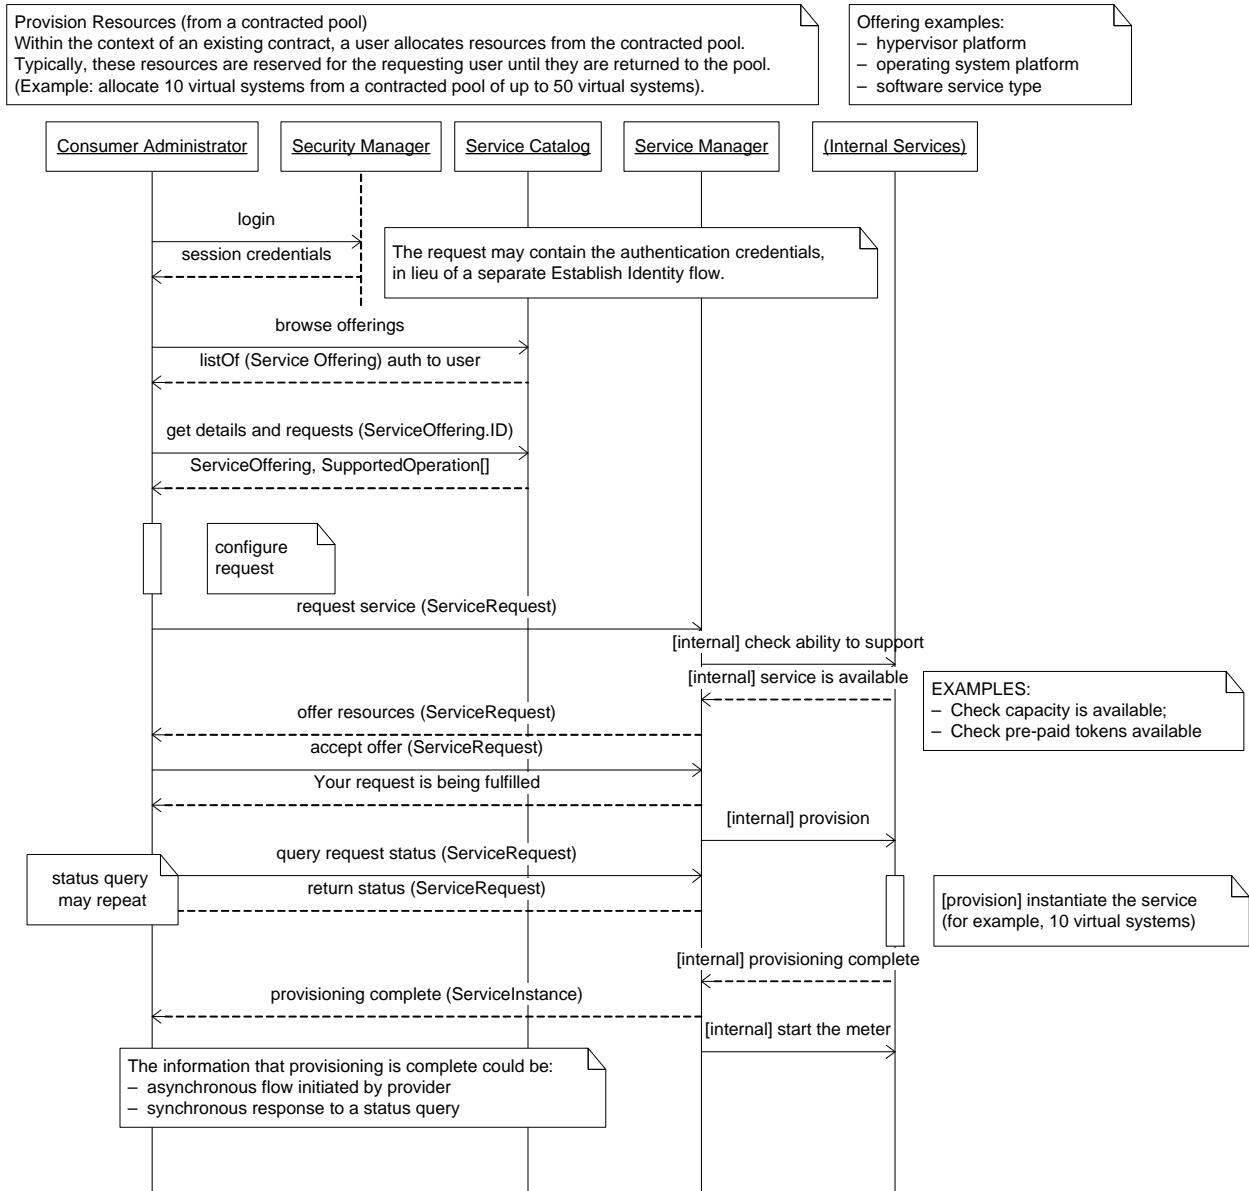 Provision Resources (from a contracted pool)
Within the context of an existing contract, a user allocates resources from the contracted pool.
Typically, these resources are reserved for the requesting user until they are returned to the pool.
(Example: allocate 10 virtual systems from a contracted pool of up to 50 virtual systems).
Offering examples:
– hypervisor platform
– operating system platform
– software service type
Consumer Administrator
Security Manager
Service Catalog
Service Manager
(Internal Services)
login
session credentials
The request may contain the authentication credentials,
in lieu of a separate Establish Identity flow.
browse offerings
listOf (Service Offering) auth to user
get details and requests (ServiceOffering.ID)
ServiceOffering, SupportedOperation[]
configure
request
request service (ServiceRequest)
[internal] check ability to support
[internal] service is available
EXAMPLES:
– Check capacity is available;
– Check pre-paid tokens available
offer resources (ServiceRequest)
accept offer (ServiceRequest)
Your request is being fulfilled
[internal] provision
query request status (ServiceRequest)
status query
may repeat
return status (ServiceRequest)
[provision] instantiate the service
(for example, 10 virtual systems)
[internal] provisioning complete
provisioning complete (ServiceInstance)
[internal] start the meter
The information that provisioning is complete could be:
– asynchronous flow initiated by provider
– synchronous response to a status query